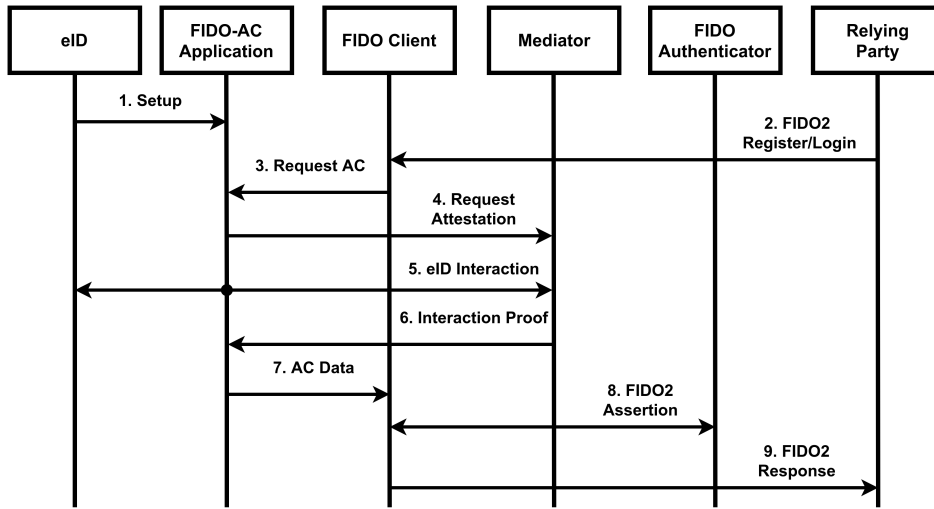 eID
FIDO-AC
Application
FIDO Client
Mediator
FIDO
Authenticator
Relying
Party
1. Setup
2. FIDO2
Register/Login
3. Request AC
4. Request
Attestation
5. eID Interaction
6. Interaction Proof
7. AC Data
8. FIDO2
Assertion
9. FIDO2
Response